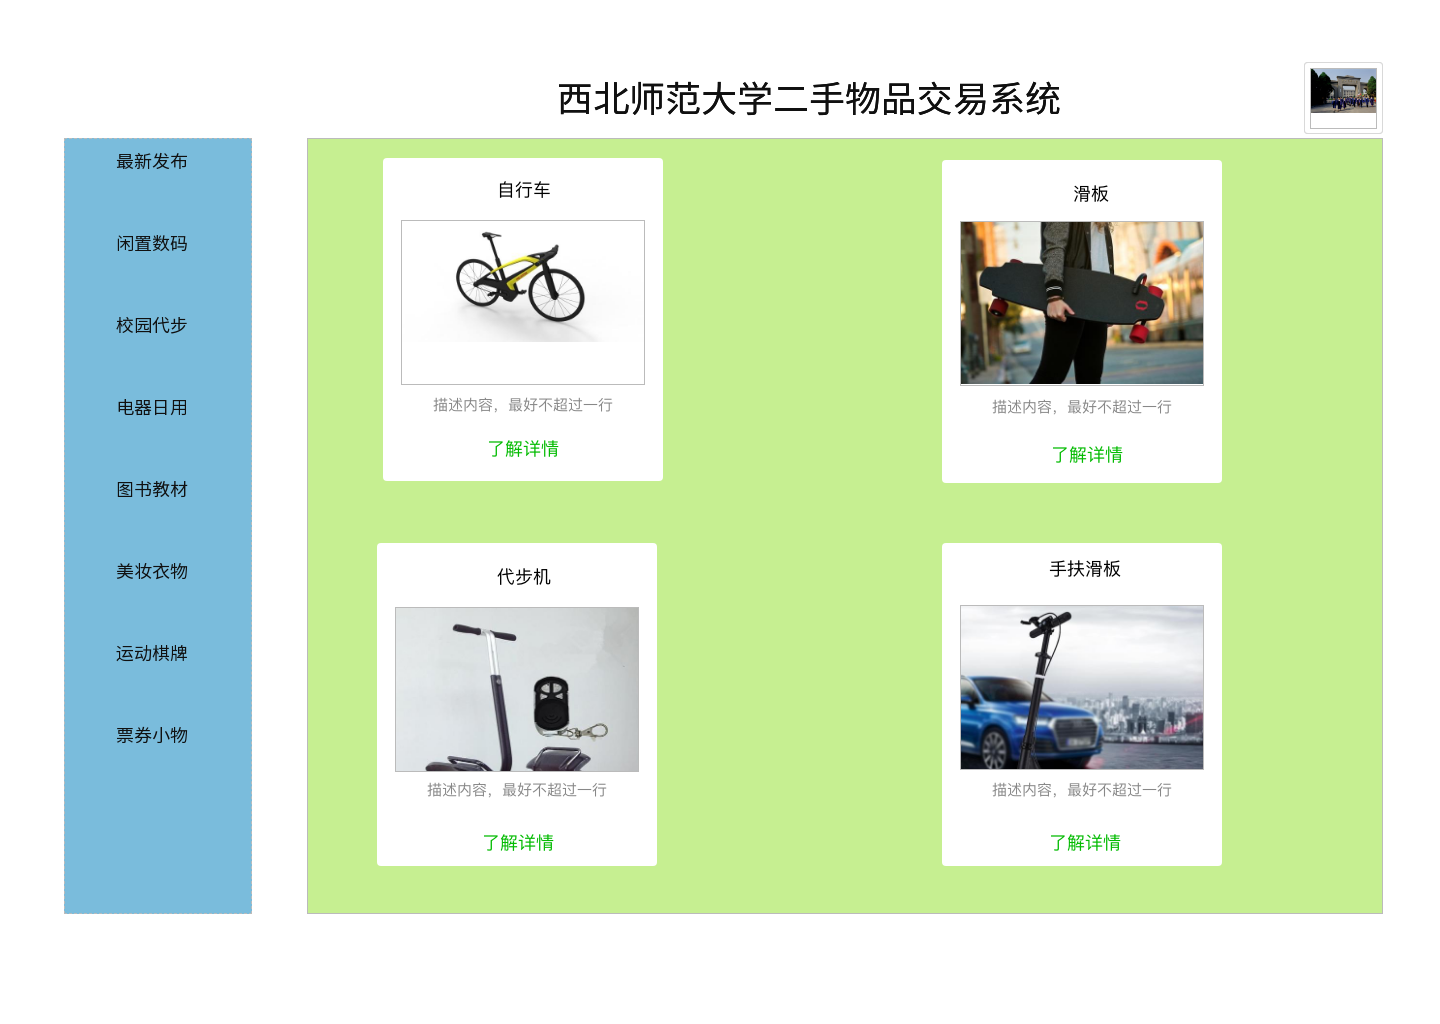 西北师范大学二手物品交易系统
最新发布
闲置数码
校园代步
电器日用
图书教材
美妆衣物
运动棋牌
票券小物
自行车
描述内容，最好不超过一行
了解详情
滑板
描述内容，最好不超过一行
了解详情
代步机
描述内容，最好不超过一行
了解详情
手扶滑板
描述内容，最好不超过一行
了解详情